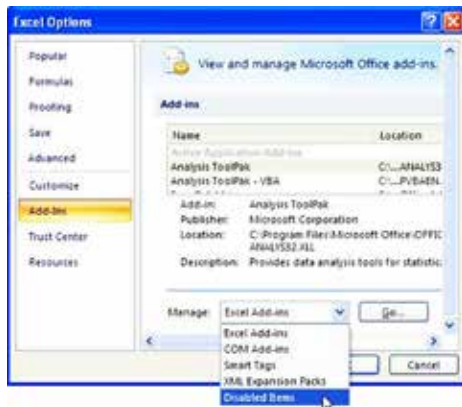 Excel Options
Popular
Formulas
Proofing
Save
Advanced
Customize
Add-Ins
Trust Center
Resources
View and manage Microsoft Office add-ins.
Add-ins
Name Location
Active Application Add-ins
Analysis ToolPak C:\...ANALYS3
Analysis ToolPak - VBA C:\...PVBAEN.
Add-in: Analysis ToolPak
Publisher: Microsoft Corporation
Location: C:\Program Files\Microsoft Office\OFFIC
ANALYS32.XLL
Description: Provides data analysis tools for statistic
Manage: Excel Add-ins Go...
Excel Add-ins
COM Add-ins
Smart Tags
XML Expansion Packs
Disabled Items
Cancel